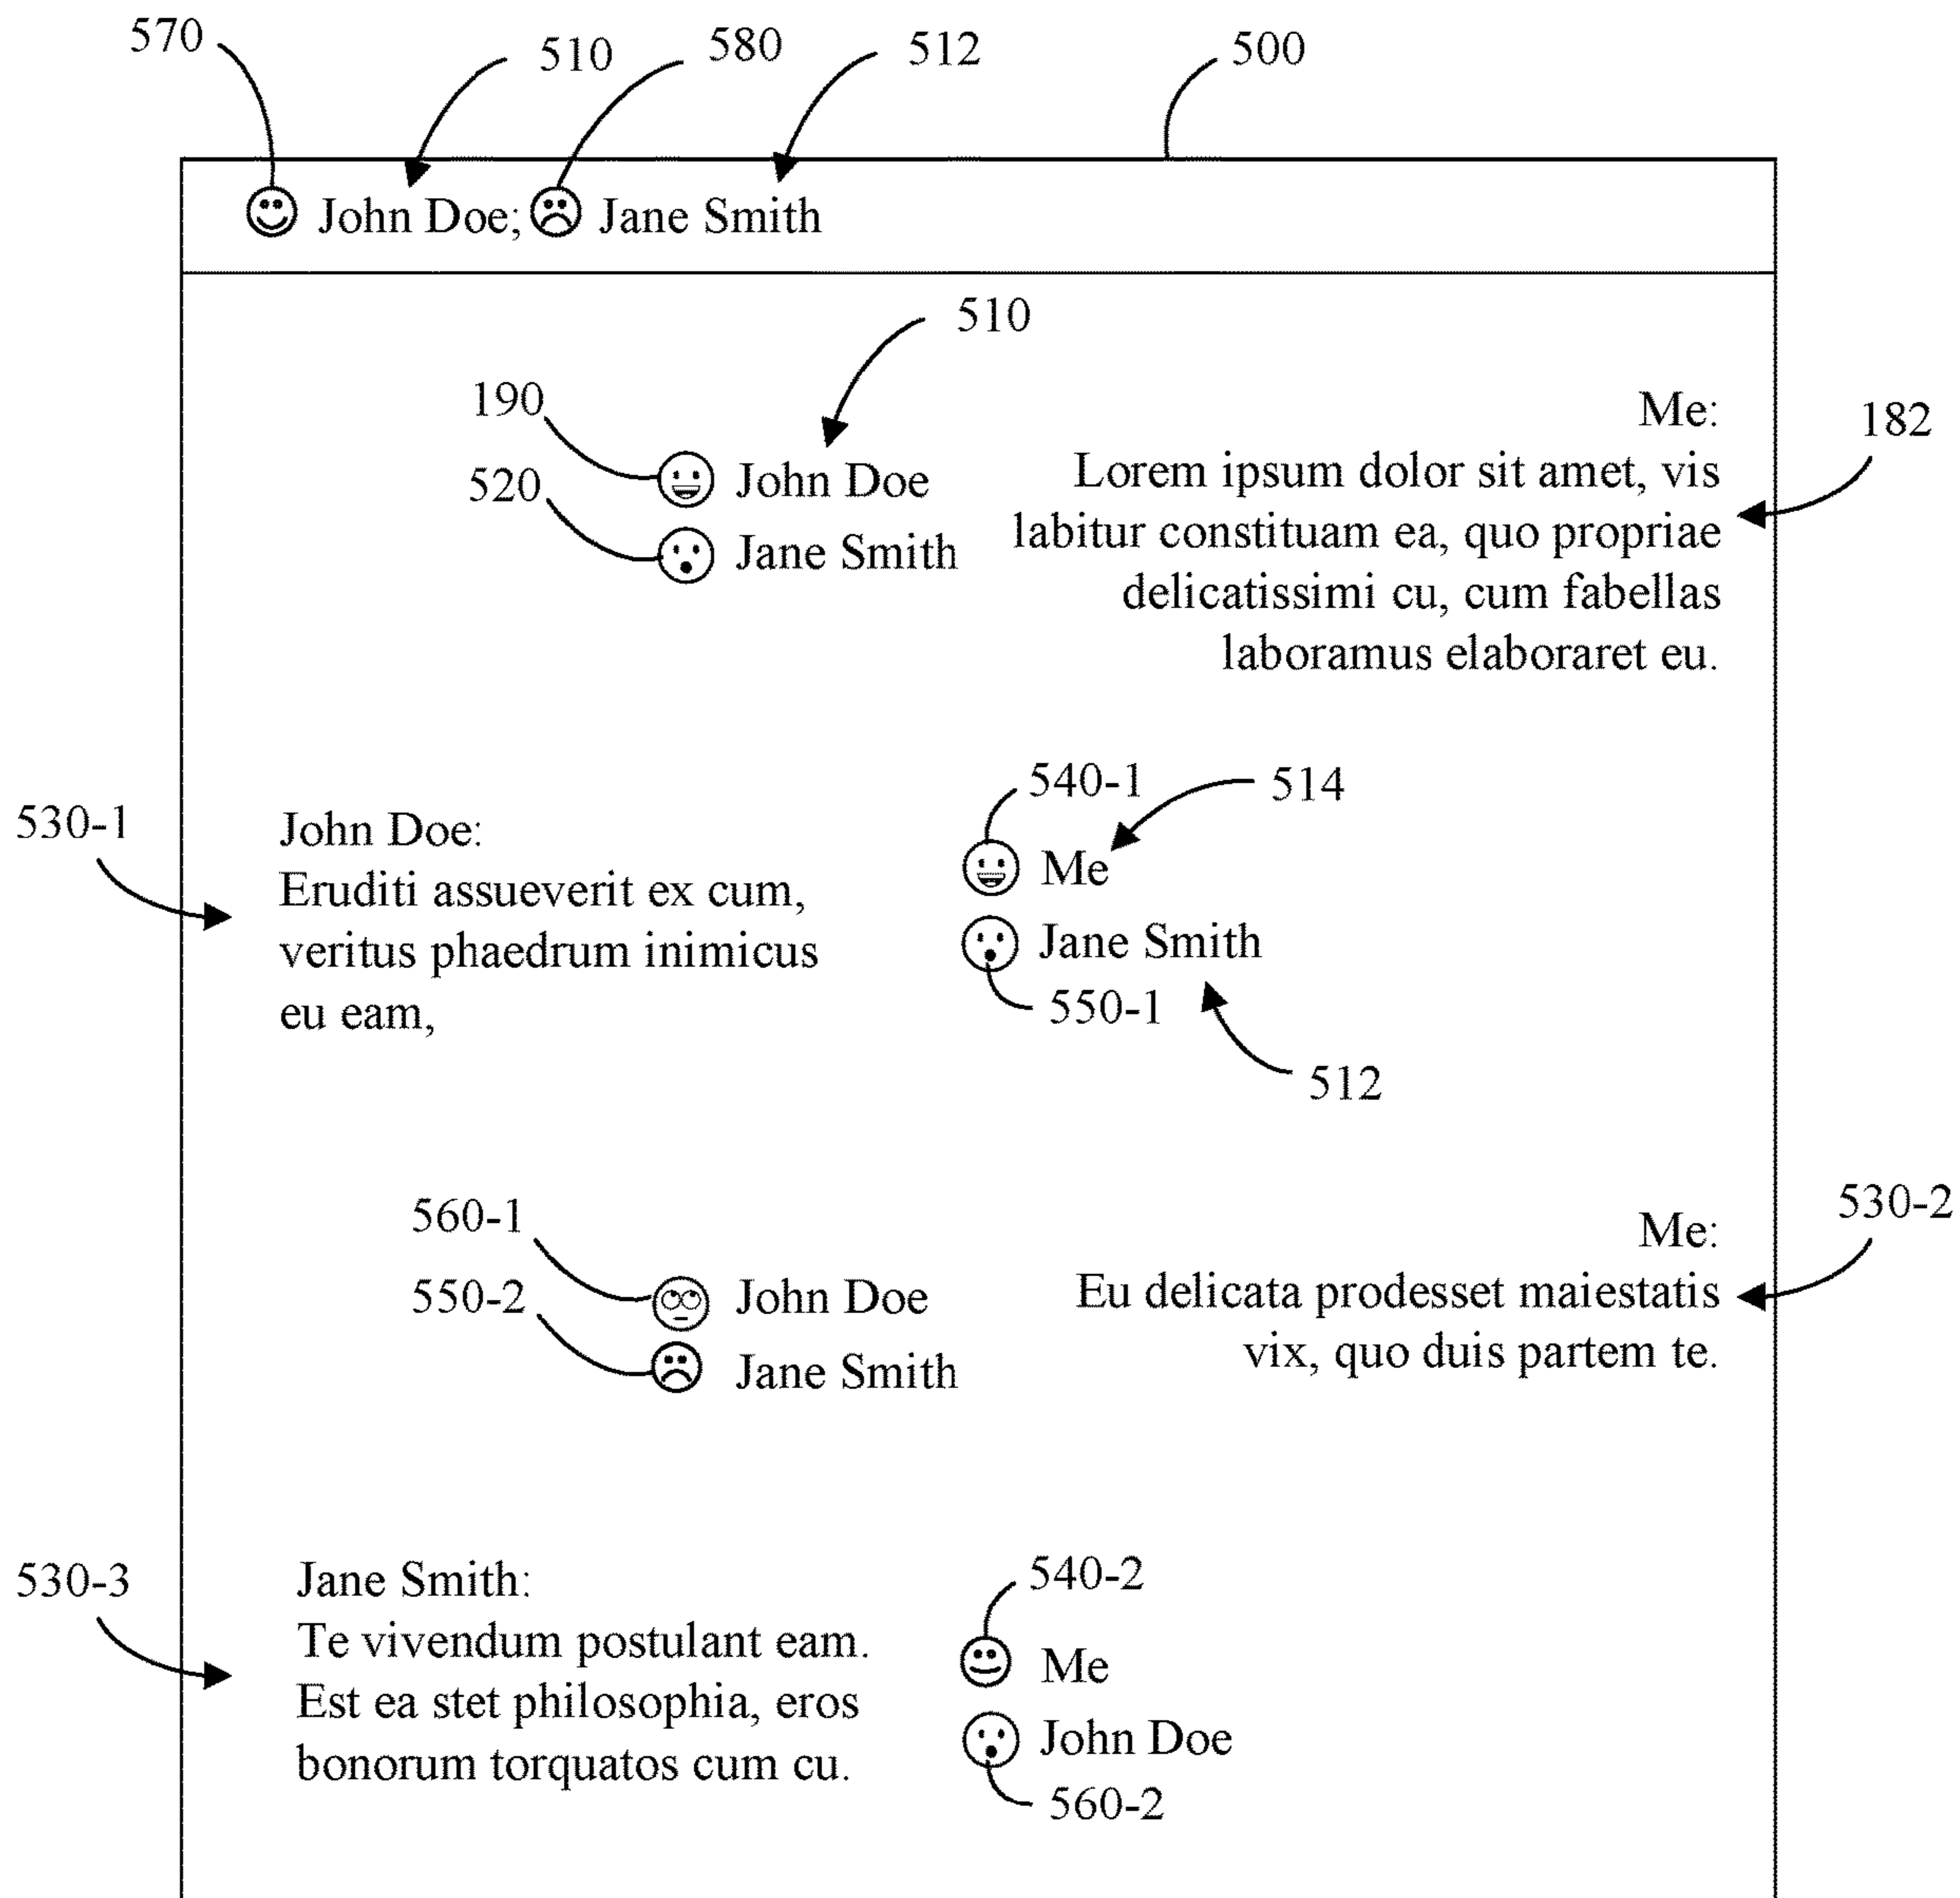 570
510
580
512
500
John Doe; Jane Smith
510
190
John Doe
520
Jane Smith
Me:
Lorem ipsum dolor sit amet, vis
labitur constituam ea, quo propriae
delicatissimi cu, cum fabellas
laboramus elaboraret eu.
182
530-1
John Doe:
Eruditi assueverit ex cum,
veritus phaedrum inimicus
eu eam,
540-1
514
Me
Jane Smith
550-1
512
560-1
John Doe
550-2
Jane Smith
Me:
Eu delicata prodesset maiestatis
vix, quo duis partem te.
530-2
530-3
Jane Smith:
Te vivendum postulant eam.
Est ea stet philosophia, eros
bonorum torquatos cum cu.
540-2
Me
John Doe
560-2